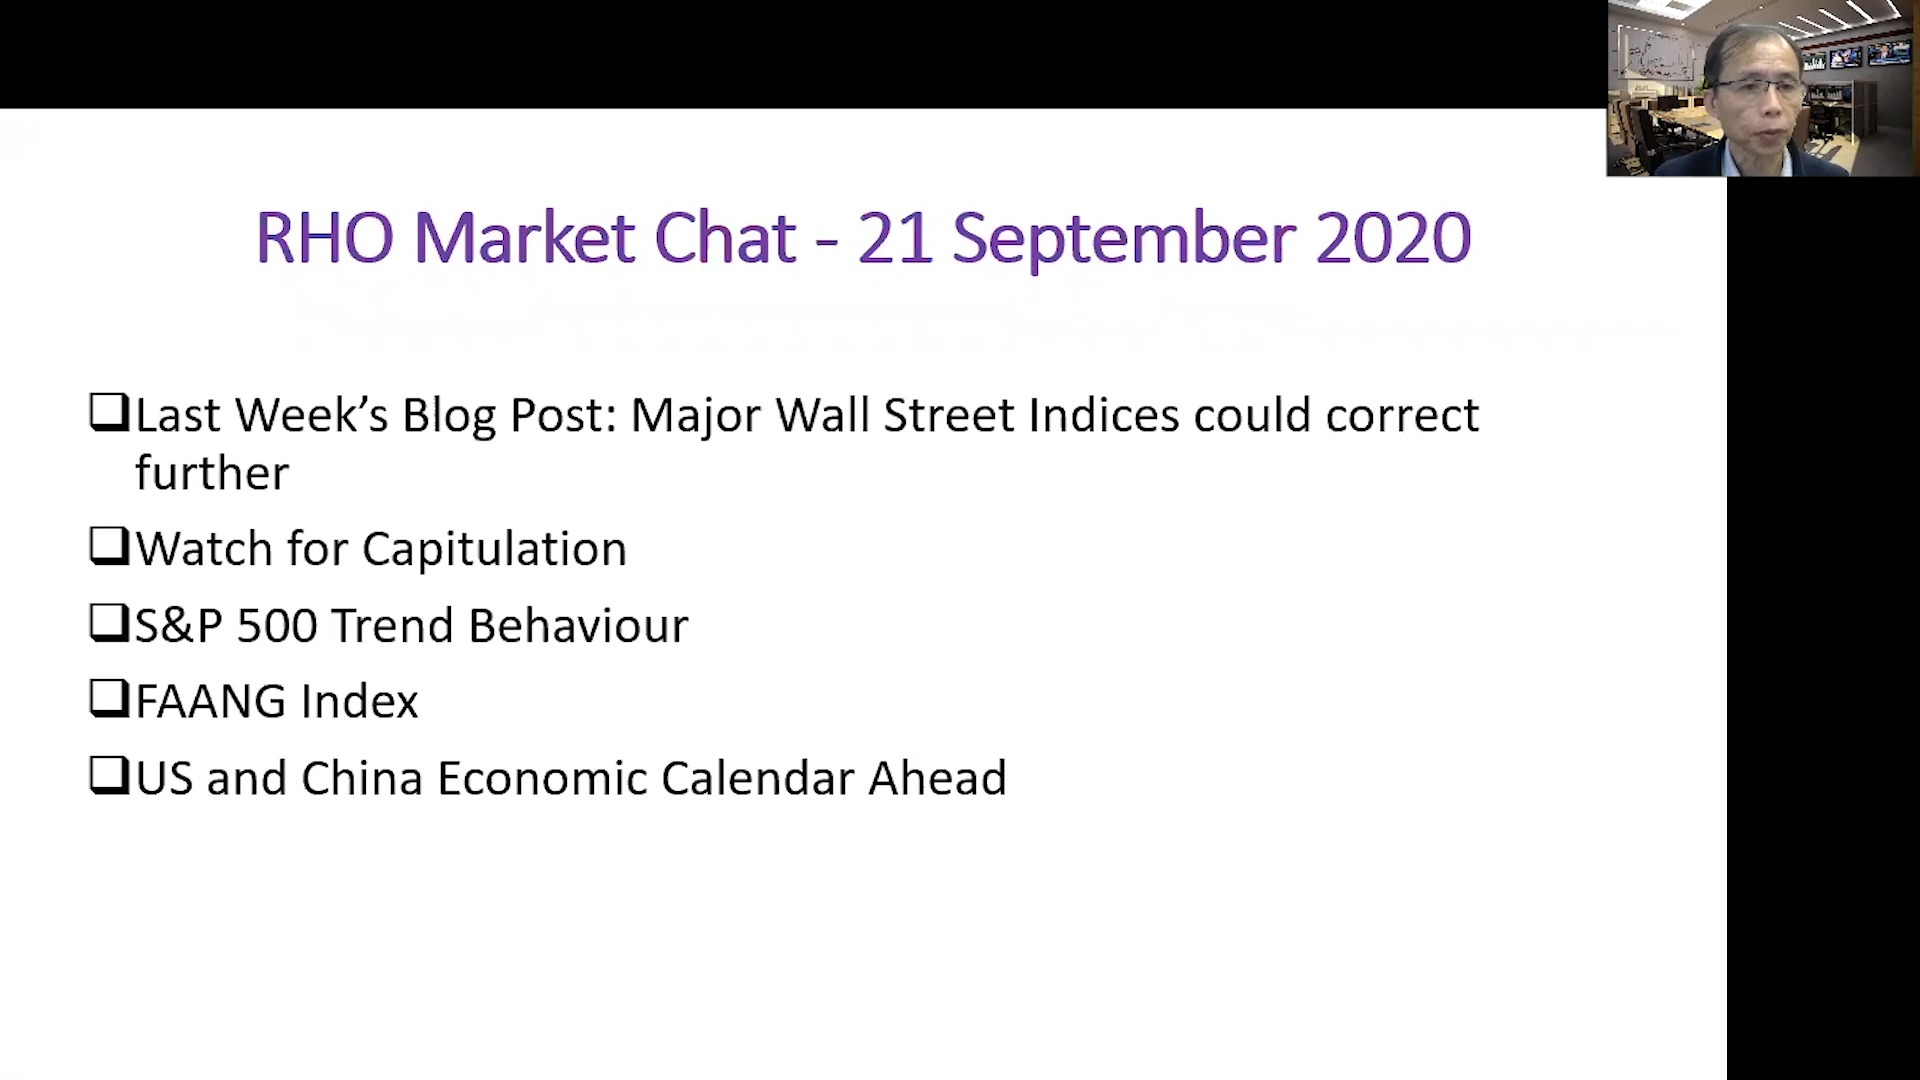 RHO Market Chat - 21 September 2020
❑Last Week’s Blog Post: Major Wall Street Indices could correct
further
❑Watch for Capitulation
❑S&P 500 Trend Behaviour
❑FAANG Index
❑US and China Economic Calendar Ahead